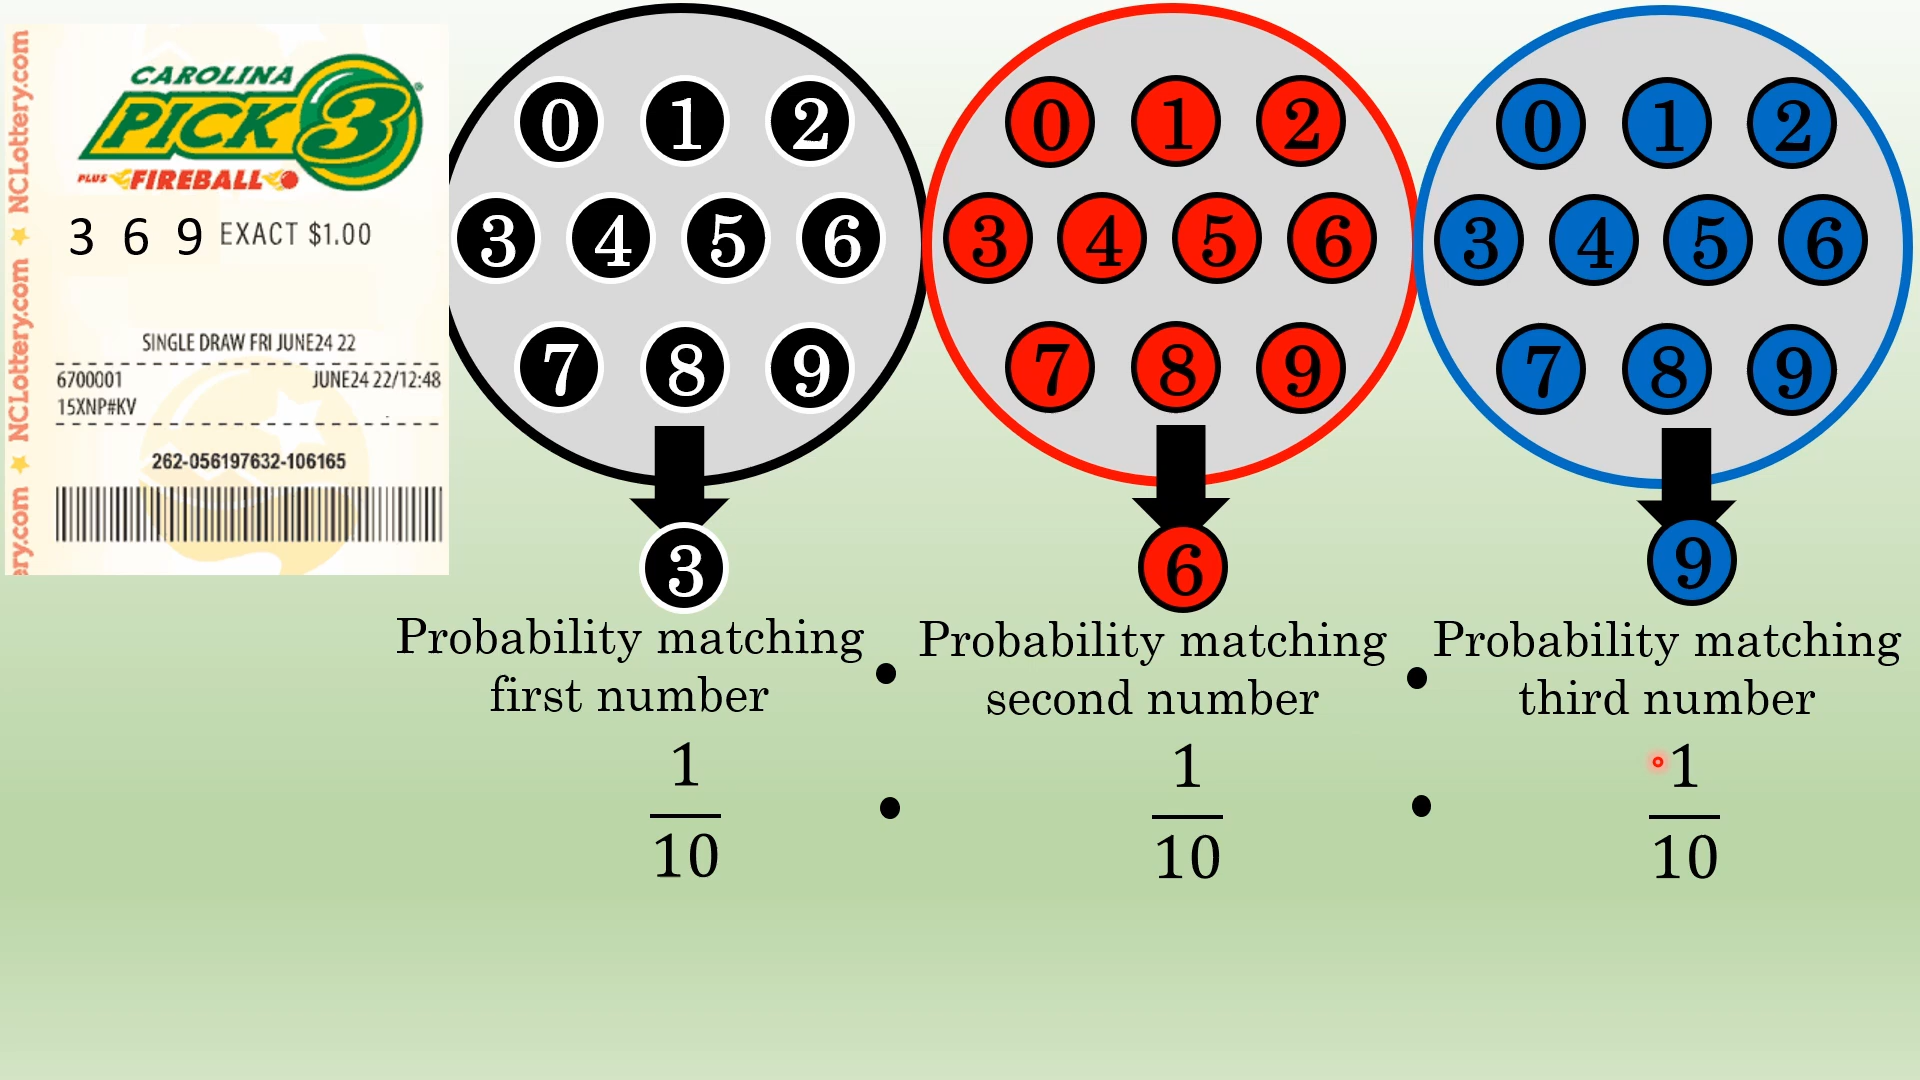 NCLottery.com
NCLottery.com
ery.com
CAROLINA
PICK 3®
PLUS FIREBALL
3 6 9 EXACT $1.00
SINGLE DRAW FRI JUNE24 22
6700001 JUNE24 22/12:48
15XNP#KV
262-056197632-106165
0 1 2
3 4 5 6
7 8 9
3
0 1 2
3 4 5 6
7 8 9
6
0 1 2
3 4 5 6
7 8 9
9
Probability matching
first number
•
Probability matching
second number
•
Probability matching
third number
1
10
•
1
10
•
1
10